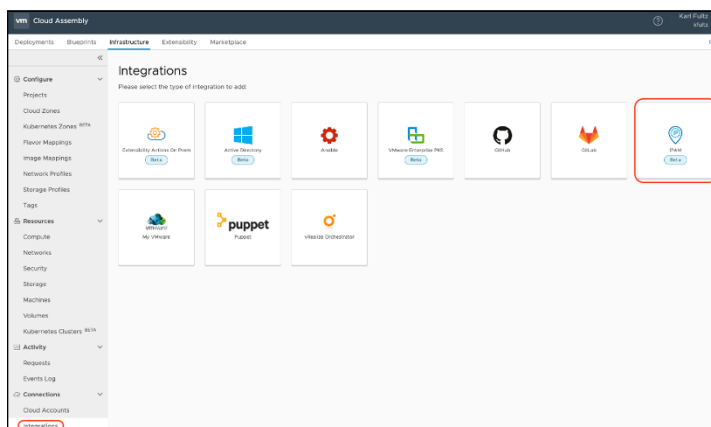 vm Cloud Assembly
Karl Fultz
kfultz
Deployments Blueprints Infrastructure Extensibility Marketplace
Configure
Projects
Cloud Zones
Kubernetes Zones BETA
Flavor Mappings
Image Mappings
Network Profiles
Storage Profiles
Tags
Resources
Compute
Networks
Security
Storage
Machines
Volumes
Kubernetes Clusters BETA
Activity
Requests
Events Log
Connections
Cloud Accounts
Integrations
Integrations
Please select the type of integration to add:
Extensibility Actions On Prem
Beta
Active Directory
Beta
Ansible
VMware Enterprise PKS
Beta
GitHub
GitLab
IPAM
Beta
vmware
My VMware
puppet
Puppet
vRealize Orchestrator